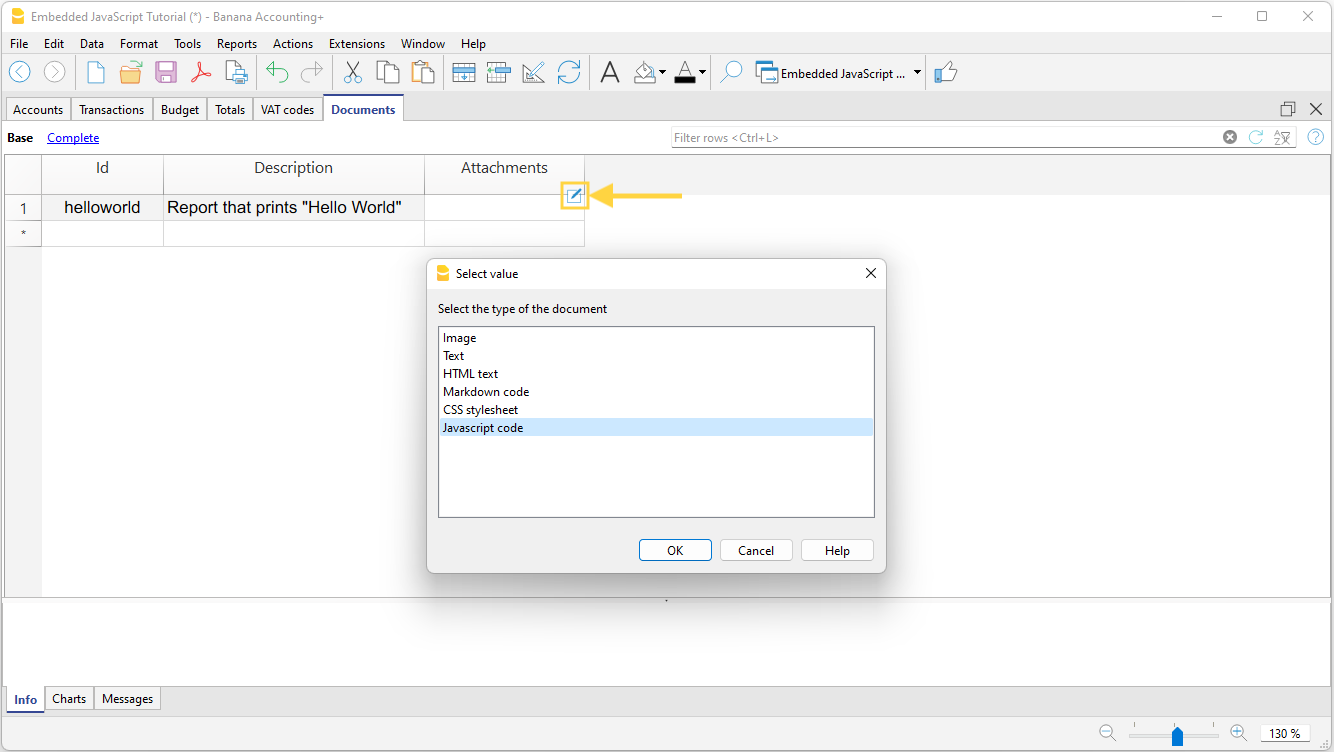 Embedded JavaScript Tutorial (*) - Banana Accounting+
File Edit Data Format Tools Reports Actions Extensions Window Help
Embedded JavaScript ...
Accounts Transactions Budget Totals VAT codes Documents
Base Complete Filter rows <Ctrl+L>
Id Description Attachments
1 helloworld Report that prints "Hello World"
*
Select value
Select the type of the document
Image
Text
HTML text
Markdown code
CSS stylesheet
Javascript code
OK Cancel Help
Info Charts Messages
130 %